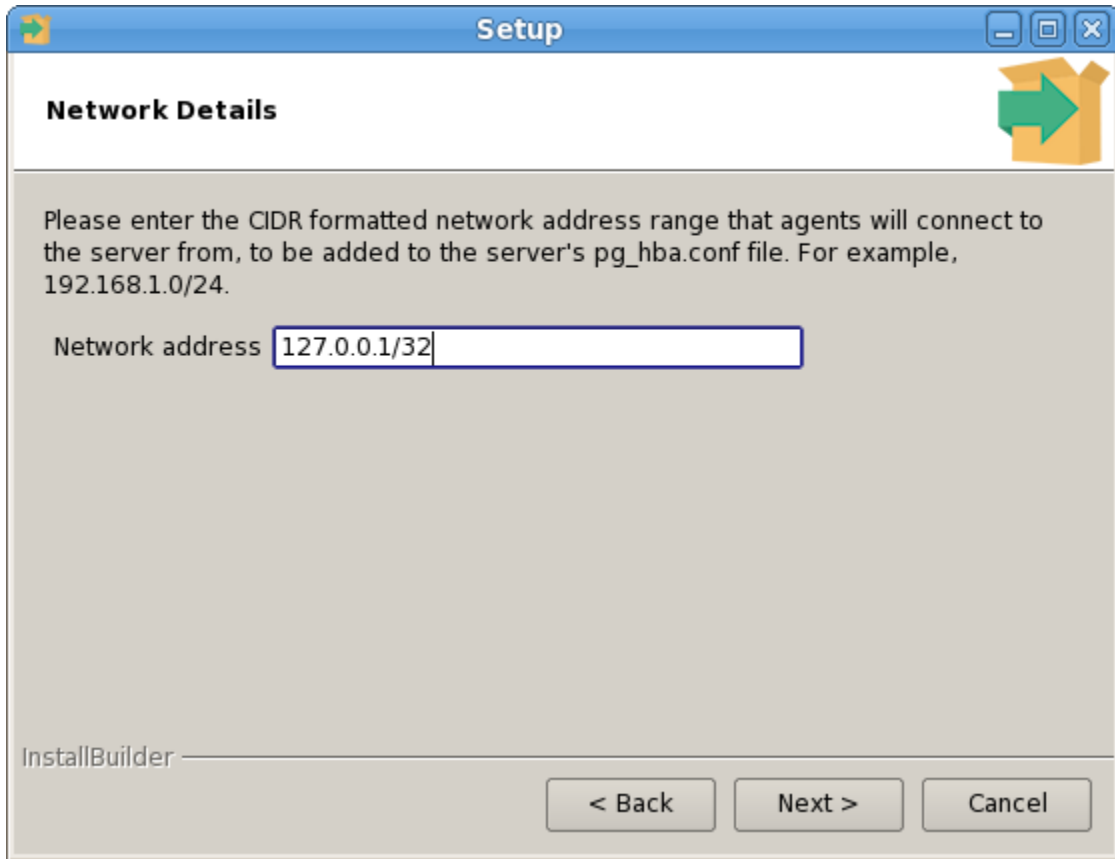 Setup
Network Details
Please enter the CIDR formatted network address range that agents will connect to
the server from, to be added to the server's pg_hba.conf file. For example,
192.168.1.0/24.
Network address 127.0.0.1/32
InstallBuilder
< Back Next > Cancel